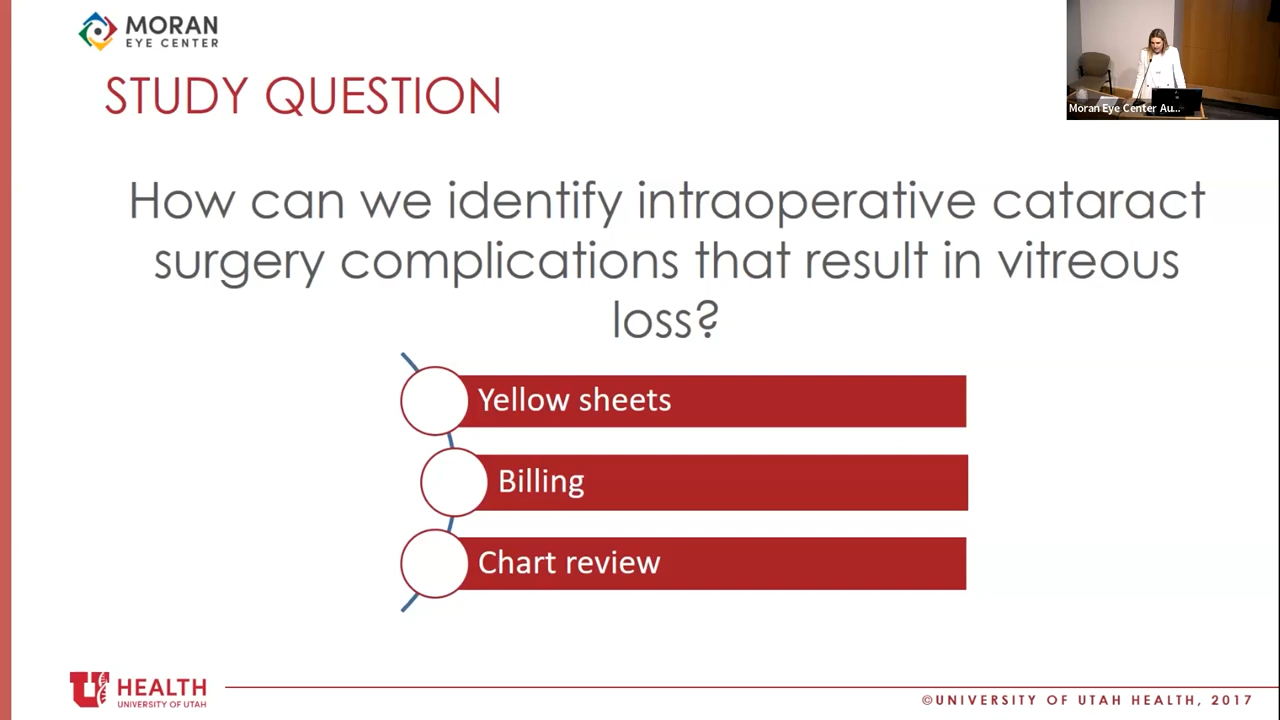 MORAN
EYE CENTER
STUDY QUESTION
Moran Eye Center Au...
How can we identify intraoperative cataract
surgery complications that result in vitreous
loss?
Yellow sheets
Billing
Chart review
U HEALTH
UNIVERSITY OF UTAH
©UNIVERSITY OF UTAH HEALTH, 2017